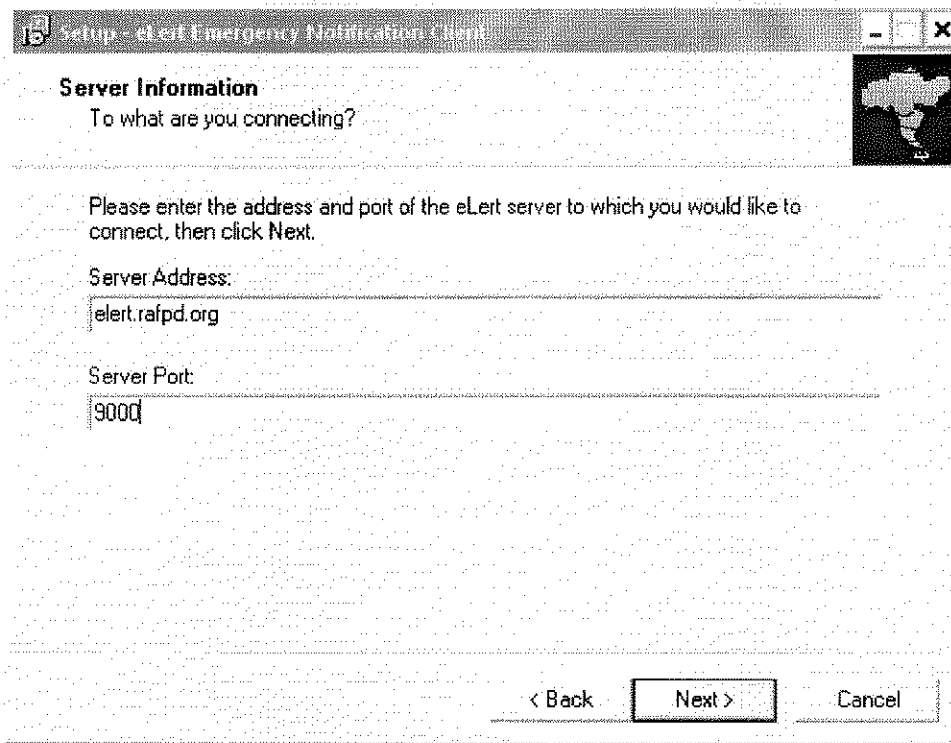 Setup - eLert Emergency Notification Client
Server Information
To what are you connecting?
Please enter the address and port of the eLert server to which you would like to
connect, then click Next.
Server Address:
elert.rafpd.org
Server Port:
9000
< Back
Next >
Cancel